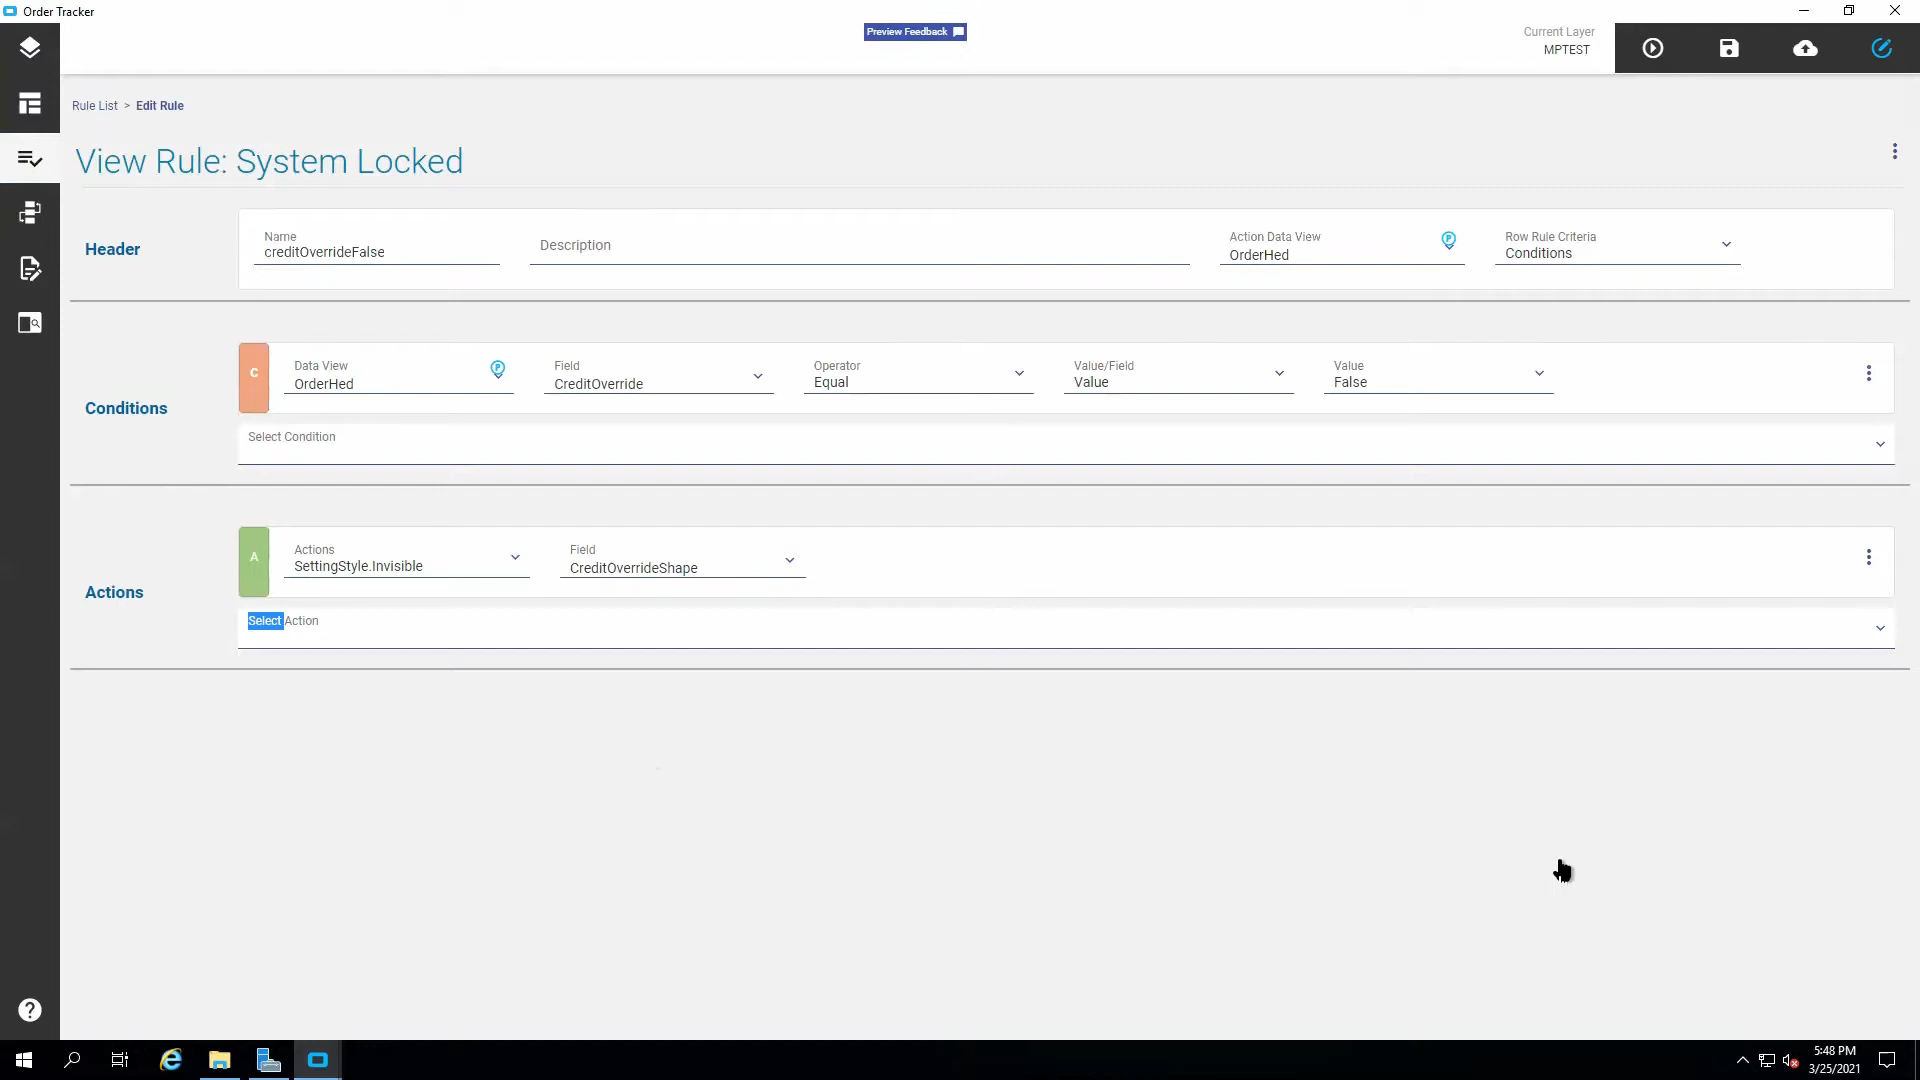 Order Tracker
Preview Feedback
Current Layer
MPTEST
Rule List > Edit Rule
View Rule: System Locked
Header
Name
creditOverrideFalse
Description
Action Data View
OrderHed
Row Rule Criteria
Conditions
Conditions
C
Data View
OrderHed
Field
CreditOverride
Operator
Equal
Value/Field
Value
Value
False
Select Condition
Actions
A
Actions
SettingStyle.Invisible
Field
CreditOverrideShape
Select Action
5:48 PM
3/25/2021